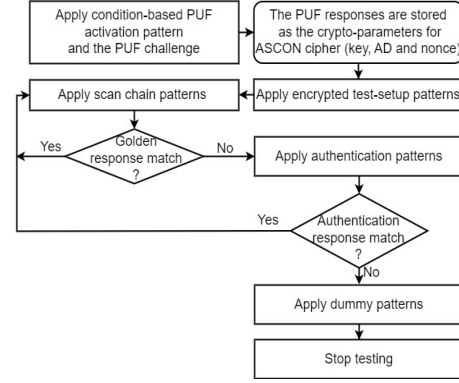 Apply condition-based PUF
activation pattern
and the PUF challenge
The PUF responses are stored
as the crypto-parameters for
ASCON cipher (key, AD and nonce)
Apply scan chain patterns
Apply encrypted test-setup patterns
Yes
Golden
response match
?
No
Apply authentication patterns
Yes
Authentication
response match
?
No
Apply dummy patterns
Stop testing